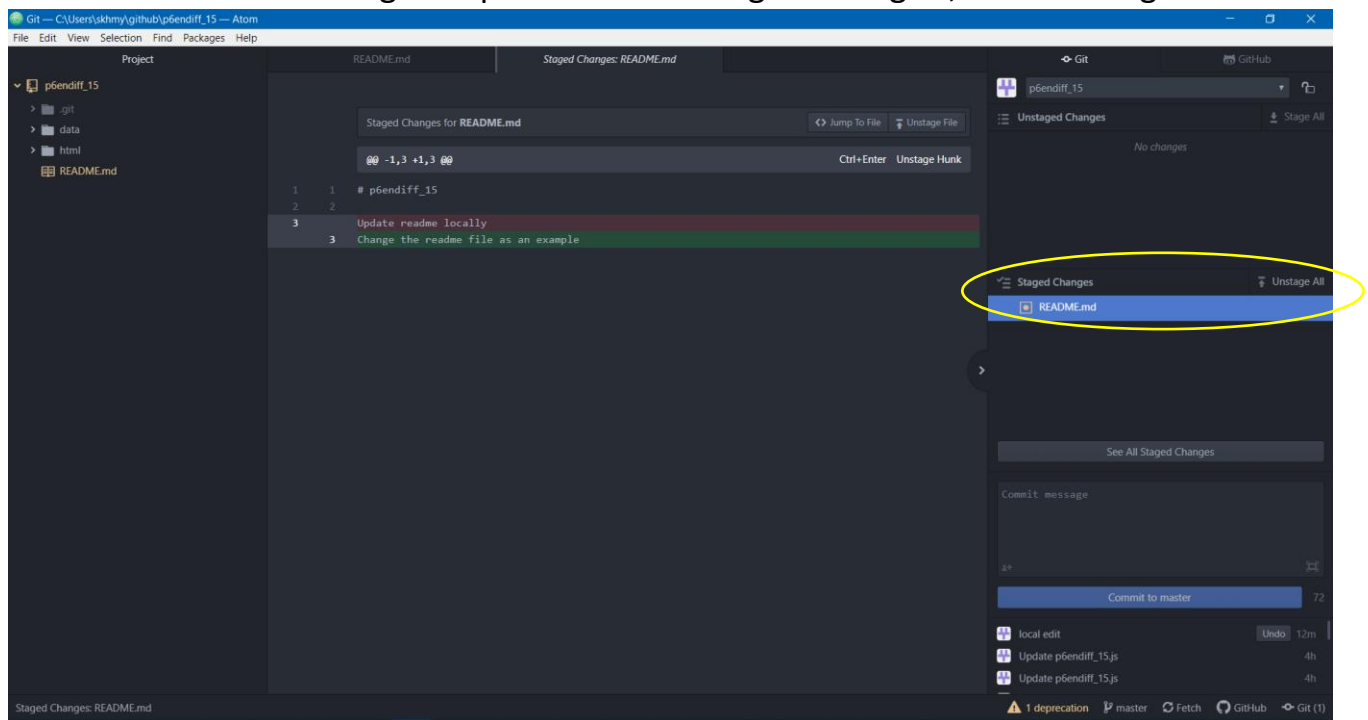 Git — C:\Users\skhmy\github\p6endiff_15 — Atom
File Edit View Selection Find Packages Help
Project
p6endiff_15
.git
data
html
README.md
README.md
Staged Changes: README.md
Staged Changes for README.md
<> Jump To File
Unstage File
@@ -1,3 +1,3 @@
Ctrl+Enter Unstage Hunk
1 1 # p6endiff_15
2 2
3 Update readme locally
3 Change the readme file as an example
Git
GitHub
p6endiff_15
Unstaged Changes
Stage All
No changes
Staged Changes
Unstage All
README.md
See All Staged Changes
Commit message
Commit to master
72
local edit Undo 12m
Update p6endiff_15.js 4h
Update p6endiff_15.js 4h
Staged Changes: README.md
1 deprecation master Fetch GitHub Git (1)